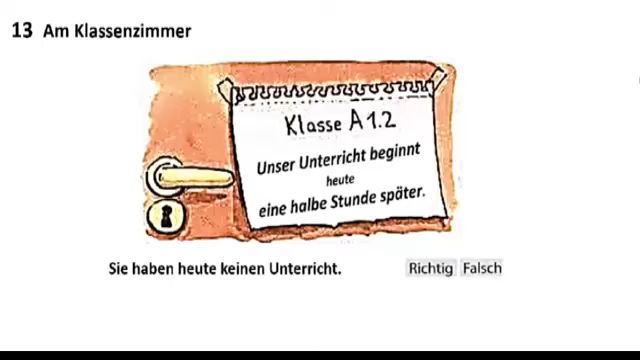 13 Am Klassenzimmer
Klasse A 1.2
Unser Unterricht beginnt
heute
eine halbe Stunde später.
Sie haben heute keinen Unterricht. Richtig Falsch